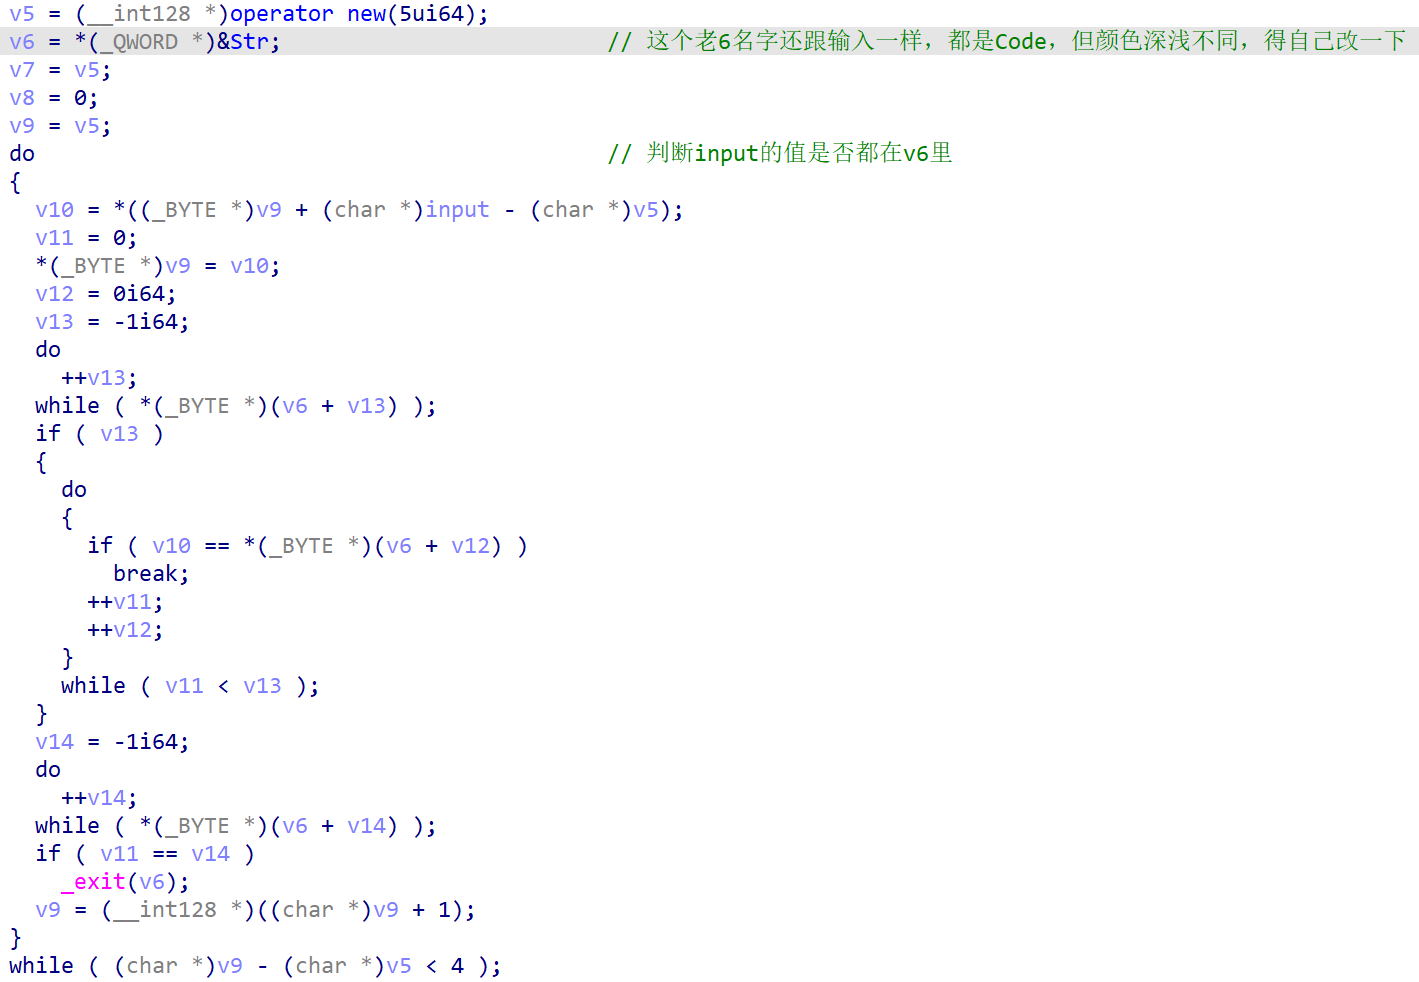 v5 = (__int128 *)operator new(5ui64);
v6 = *(_QWORD *)&Str; // 这个老6名字还跟输入一样，都是Code，但颜色深浅不同，得自己改一下
v7 = v5;
v8 = 0;
v9 = v5;
do // 判断input的值是否都在v6里
{
  v10 = *((_BYTE *)v9 + (char *)input - (char *)v5);
  v11 = 0;
  *(_BYTE *)v9 = v10;
  v12 = 0i64;
  v13 = -1i64;
  do
    ++v13;
  while ( *(_BYTE *)(v6 + v13) );
  if ( v13 )
  {
    do
    {
      if ( v10 == *(_BYTE *)(v6 + v12) )
        break;
      ++v11;
      ++v12;
    }
    while ( v11 < v13 );
  }
  v14 = -1i64;
  do
    ++v14;
  while ( *(_BYTE *)(v6 + v14) );
  if ( v11 == v14 )
    _exit(v6);
  v9 = (__int128 *)((char *)v9 + 1);
}
while ( (char *)v9 - (char *)v5 < 4 );